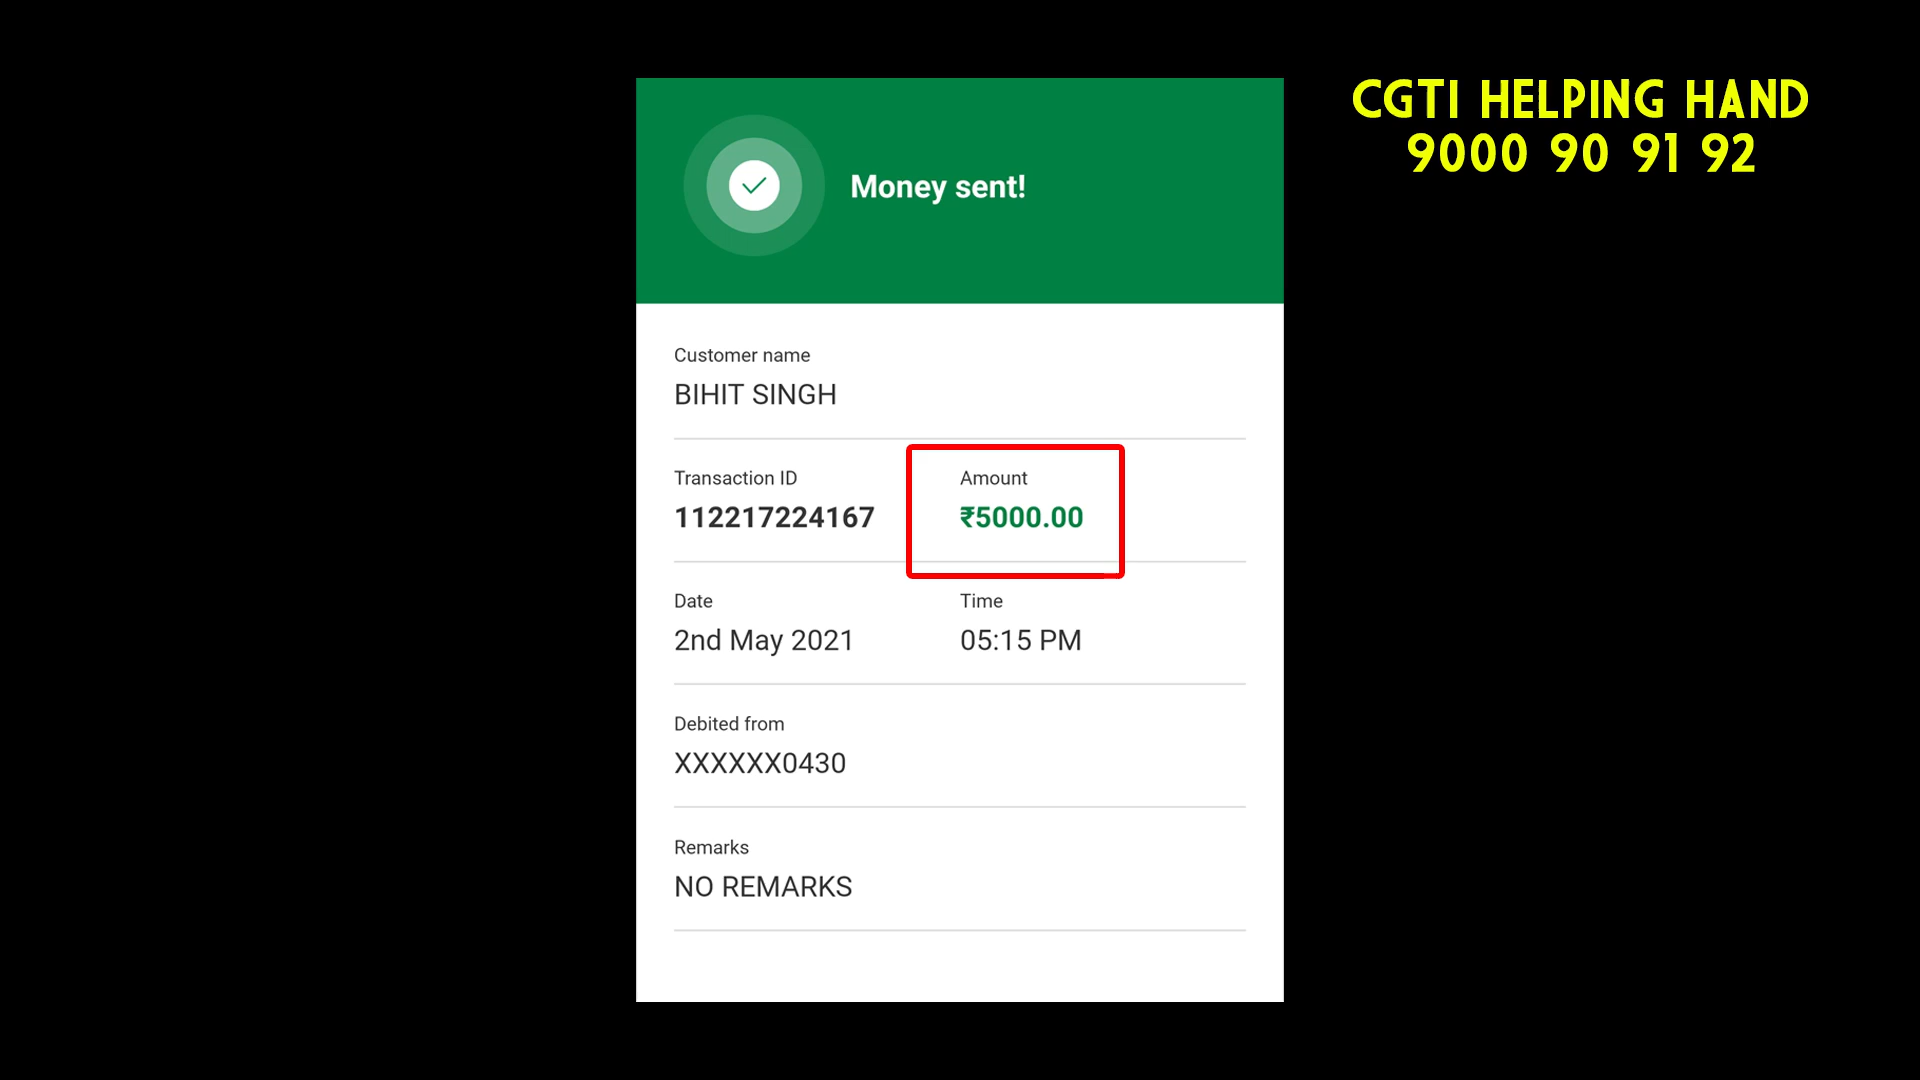 CGTI HELPING HAND
9000 90 91 92
Money sent!
Customer name
BIHIT SINGH
Transaction ID
112217224167
Amount
₹5000.00
Date
2nd May 2021
Time
05:15 PM
Debited from
XXXXXX0430
Remarks
NO REMARKS